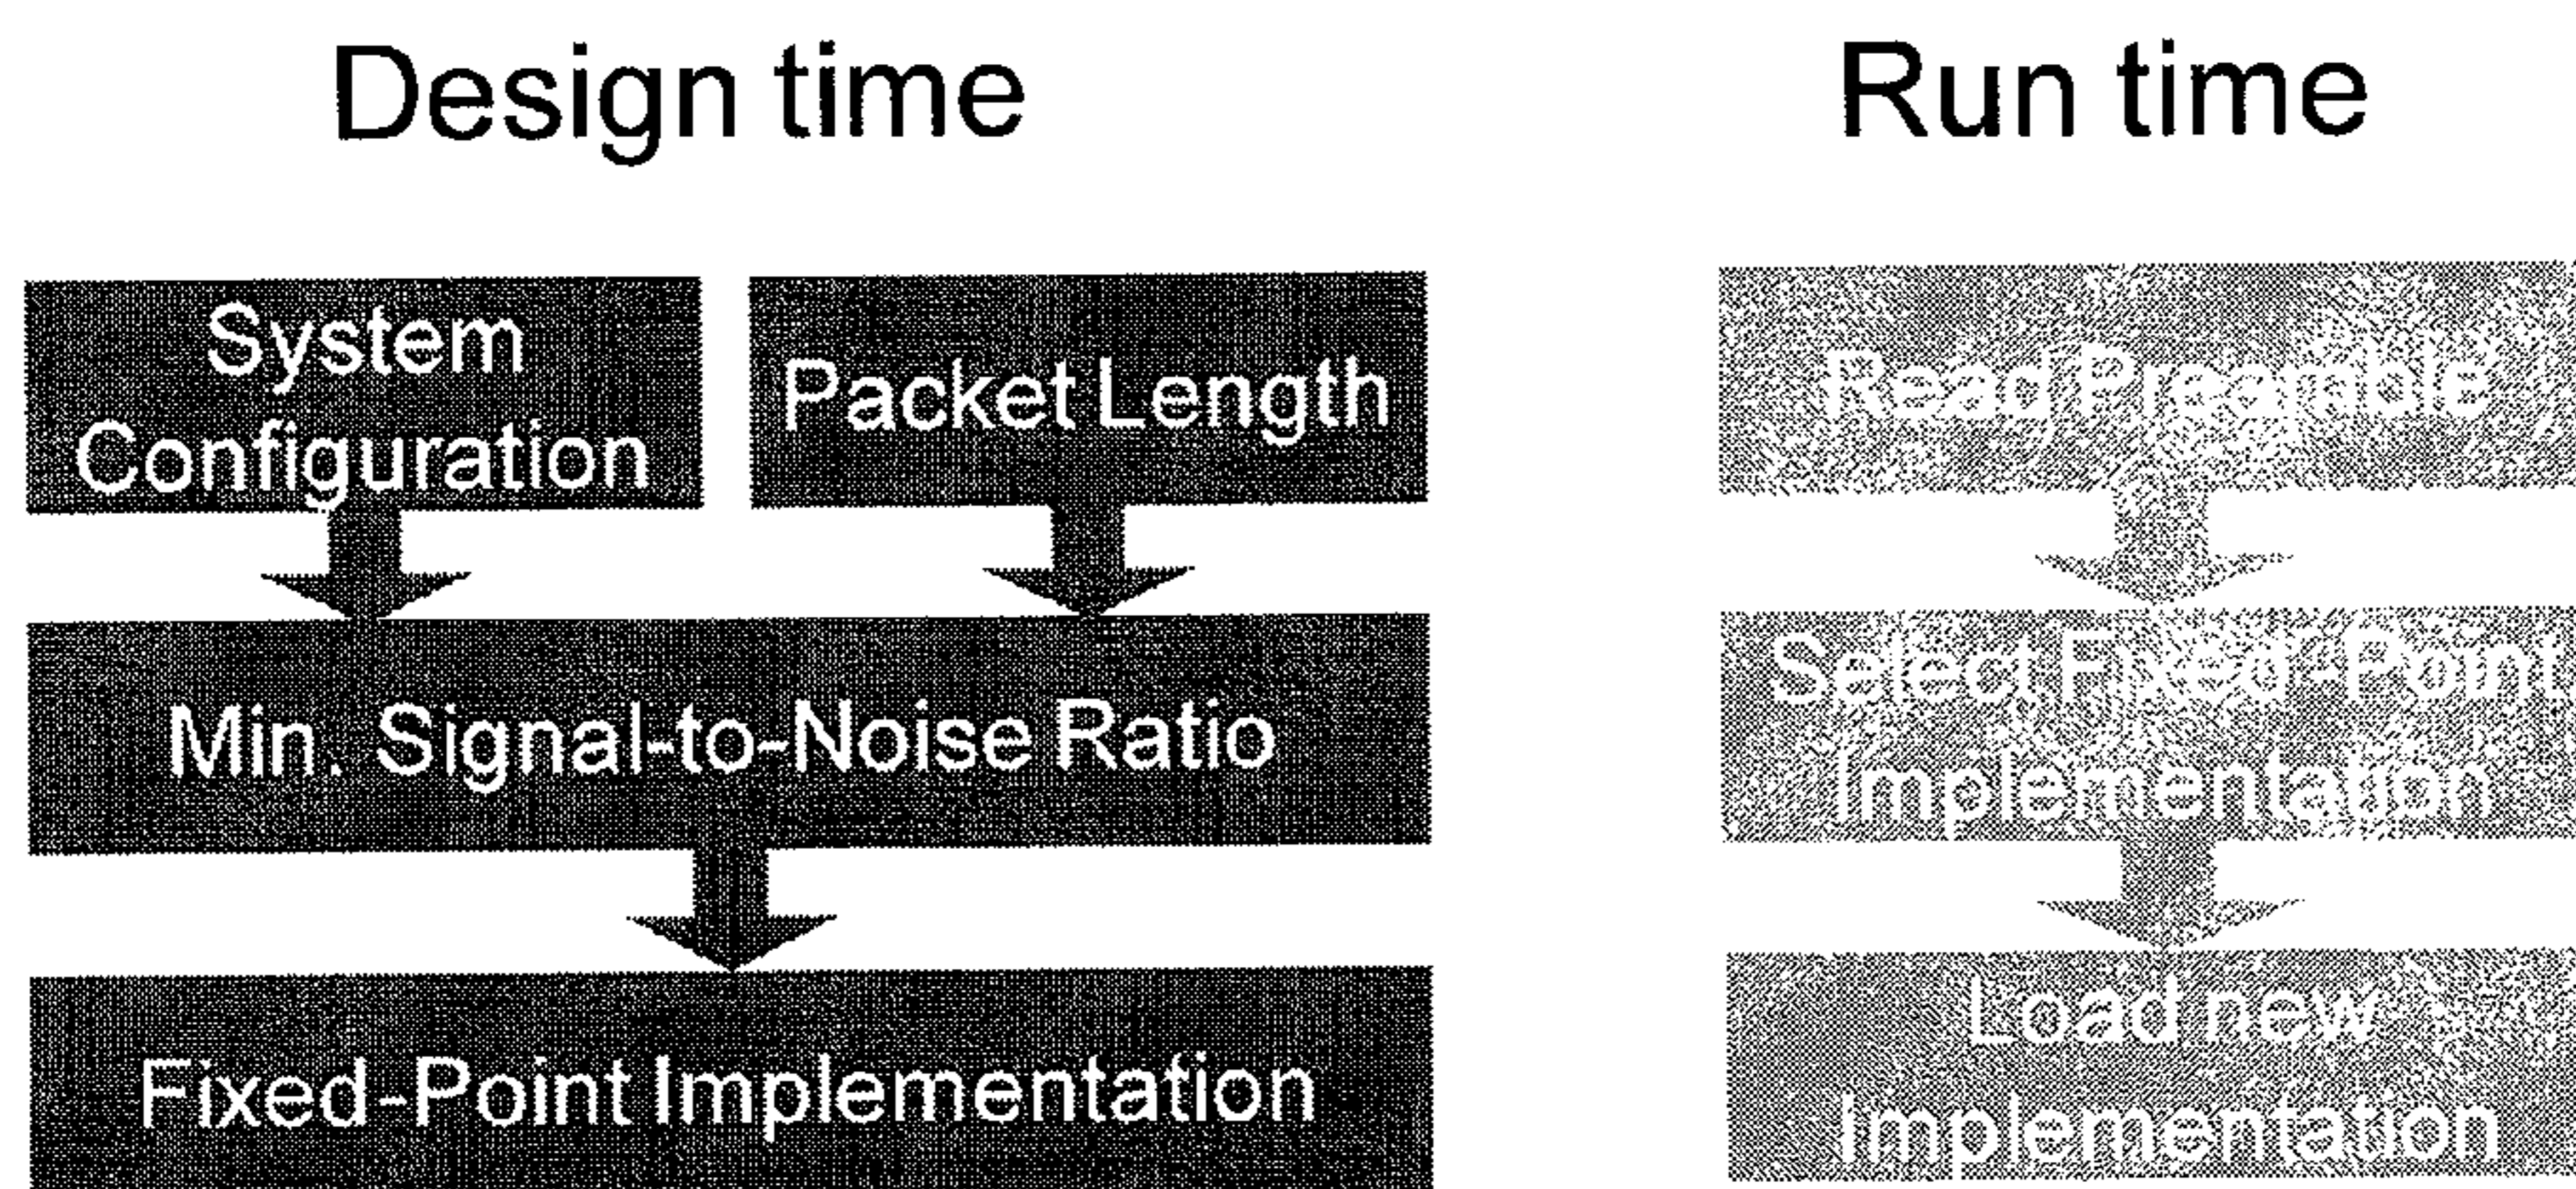 Design time
System
Configuration
Packet Length
Min. Signal-to-Noise Ratio
Fixed-Point Implementation
Run time
Read Preamble
Select Fixed-Point
Implementation
Load new
Implementation